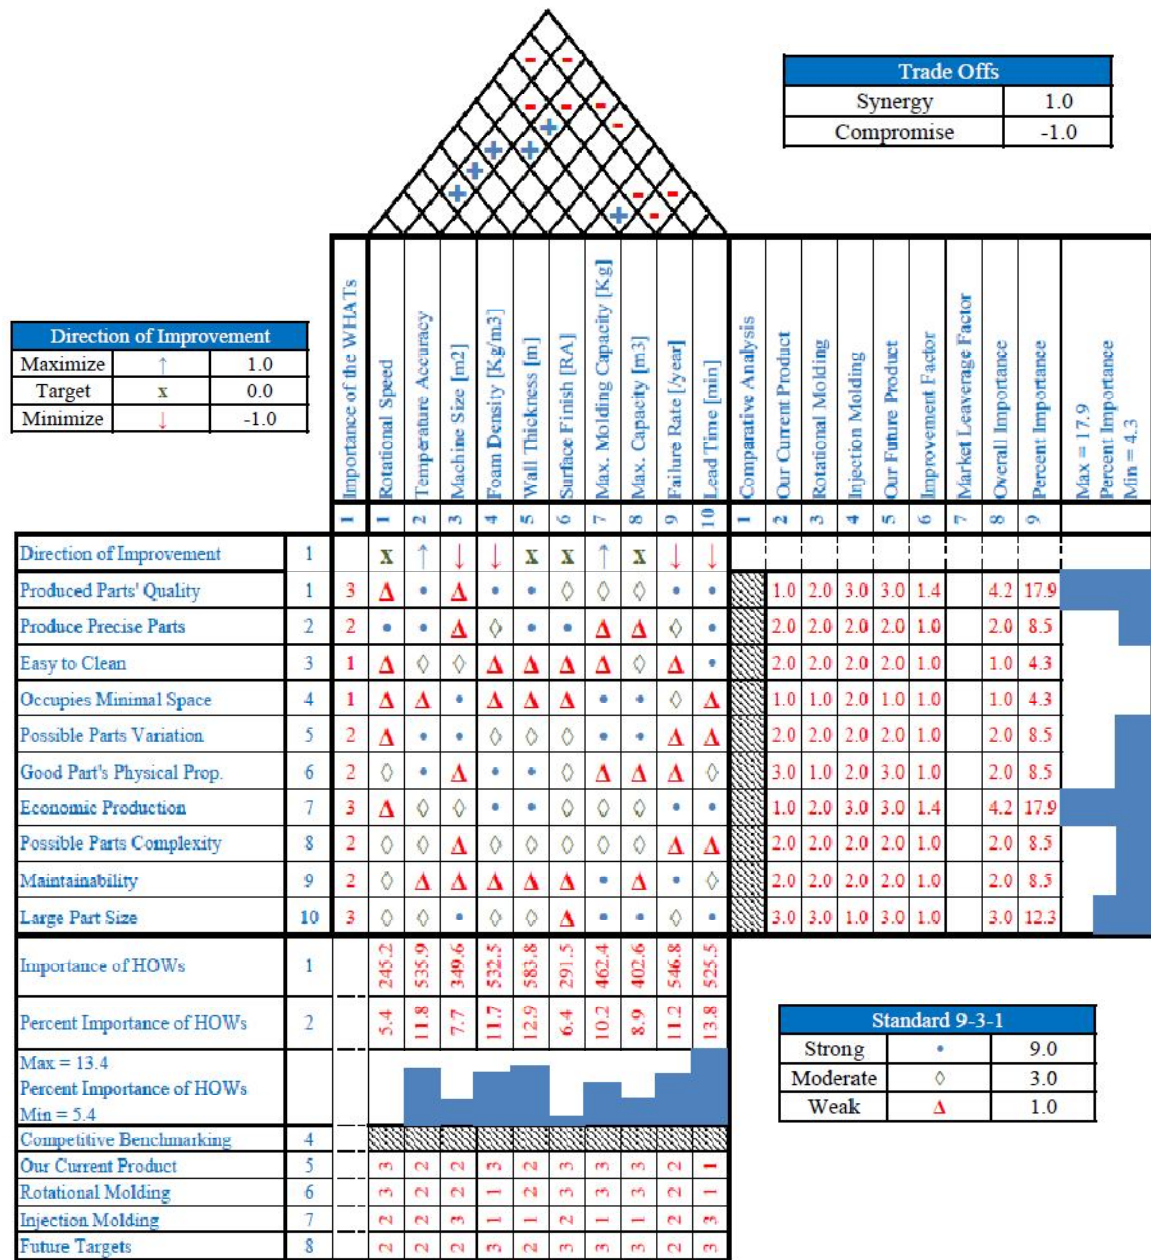 Trade Offs
Synergy 1.0
Compromise -1.0
Direction of Improvement
Maximize ↑ 1.0
Target x 0.0
Minimize ↓ -1.0
Importance of the WHATs
Rotational Speed
Temperature Accuracy
Machine Size [m2]
Foam Density [Kg/m3]
Wall Thickness [m]
Surface Finish [RA]
Max. Molding Capacity [Kg]
Max. Capacity [m3]
Failure Rate [/year]
Lead Time [min]
Comparative Analysis
Our Current Product
Rotational Molding
Injection Molding
Our Future Product
Improvement Factor
Market Leaverage Factor
Overall Importance
Percent Importance
Max = 17.9
Percent Importance
Min = 4.3
1 1 2 3 4 5 6 7 8 9 10 1 2 3 4 5 6 7 8 9
Direction of Improvement 1 x ↑ ↓ ↓ x x ↑ x ↓ ↓
Produced Parts' Quality 1 3 Δ • Δ • • ◊ ◊ ◊ • • 1.0 2.0 3.0 3.0 1.4 4.2 17.9
Produce Precise Parts 2 2 • • Δ ◊ • • Δ Δ ◊ • 2.0 2.0 2.0 2.0 1.0 2.0 8.5
Easy to Clean 3 1 Δ ◊ ◊ Δ Δ Δ Δ ◊ Δ • 2.0 2.0 2.0 2.0 1.0 1.0 4.3
Occupies Minimal Space 4 1 Δ Δ • Δ Δ Δ • • ◊ Δ 1.0 1.0 2.0 1.0 1.0 1.0 4.3
Possible Parts Variation 5 2 Δ • • ◊ ◊ ◊ • • Δ Δ 2.0 2.0 2.0 2.0 1.0 2.0 8.5
Good Part's Physical Prop. 6 2 ◊ • Δ • • ◊ Δ Δ Δ ◊ 3.0 1.0 2.0 3.0 1.0 2.0 8.5
Economic Production 7 3 Δ ◊ ◊ • • ◊ ◊ ◊ • • 1.0 2.0 3.0 3.0 1.4 4.2 17.9
Possible Parts Complexity 8 2 ◊ ◊ Δ ◊ ◊ ◊ ◊ ◊ Δ Δ 2.0 2.0 2.0 2.0 1.0 2.0 8.5
Maintainability 9 2 ◊ Δ Δ Δ Δ Δ • Δ • ◊ 2.0 2.0 2.0 2.0 1.0 2.0 8.5
Large Part Size 10 3 ◊ ◊ • ◊ ◊ Δ • • ◊ • 3.0 3.0 1.0 3.0 1.0 3.0 12.3
Importance of HOWs 1 245.2 535.9 349.6 532.5 583.8 291.5 462.4 402.6 546.8 525.5
Percent Importance of HOWs 2 5.4 11.8 7.7 11.7 12.9 6.4 10.2 8.9 11.2 13.8
Max = 13.4
Percent Importance of HOWs
Min = 5.4
Competitive Benchmarking 4
Our Current Product 5 3 2 2 3 2 3 3 3 2 1
Rotational Molding 6 3 2 2 1 2 3 3 3 2 1
Injection Molding 7 2 2 3 1 1 2 1 1 2 3
Future Targets 8 2 2 2 3 2 3 3 3 2 3
Standard 9-3-1
Strong • 9.0
Moderate ◊ 3.0
Weak Δ 1.0